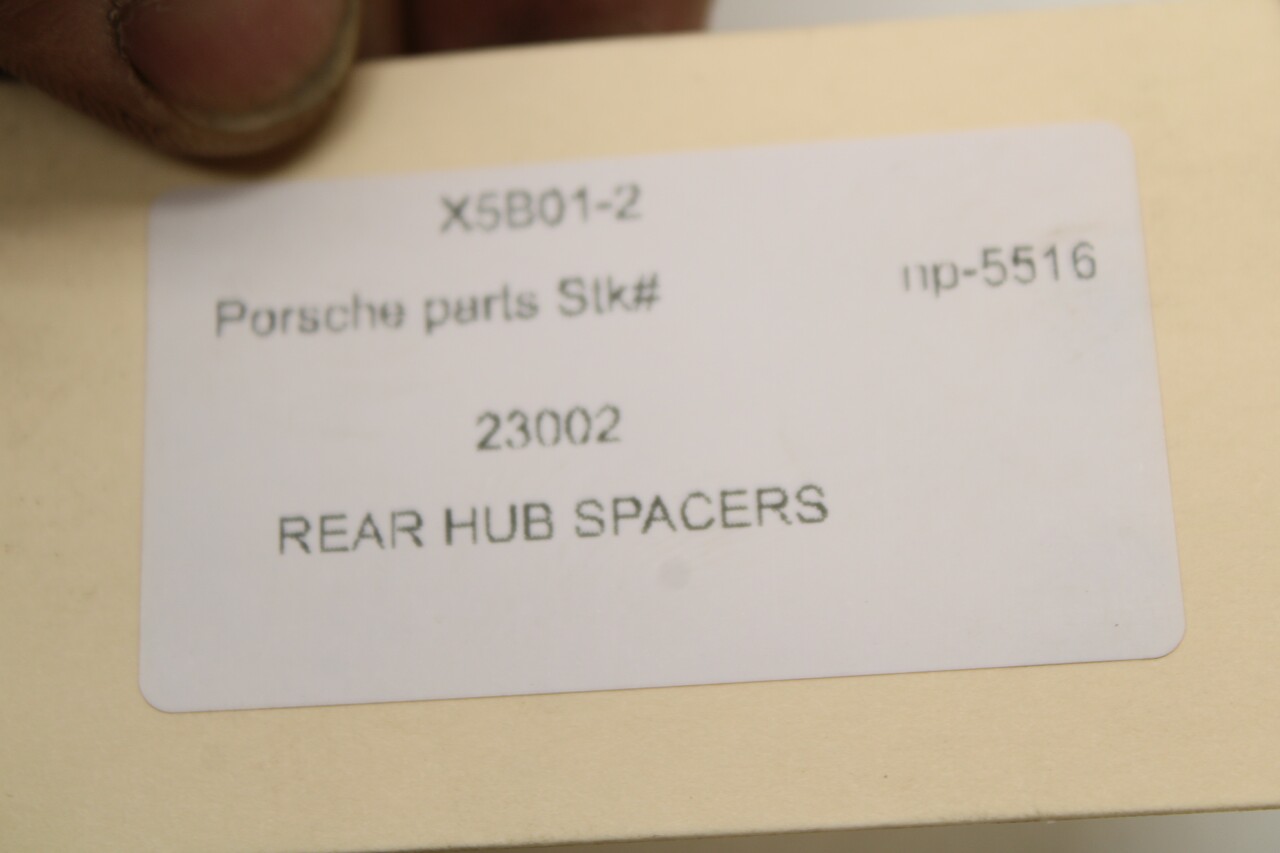 X5B01-2
Porsche parts Stk# np-5516
23002
REAR HUB SPACERS